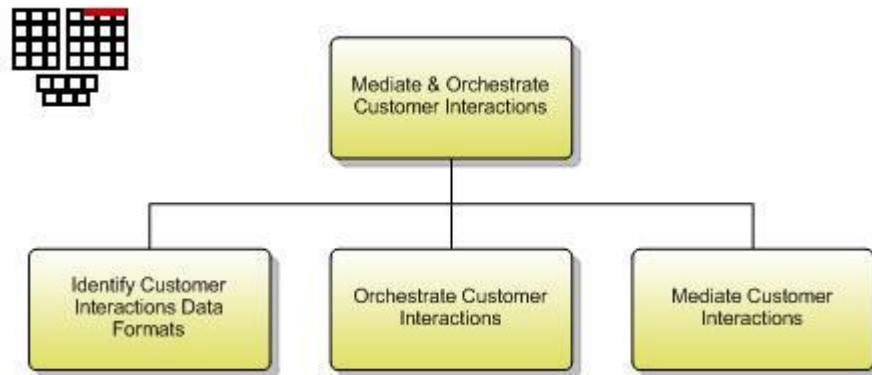 Mediate & Orchestrate
Customer Interactions
Identify Customer
Interactions Data
Formats
Orchestrate Customer
Interactions
Mediate Customer
Interactions